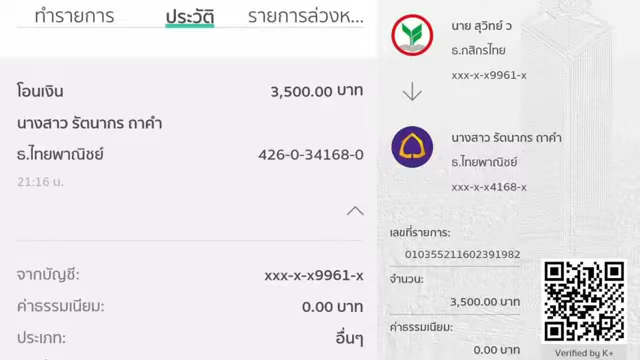 ทำรายการ ประวัติ รายการล่วงห...
โอนเงิน 3,500.00 บาท
นางสาว รัตนากร ถาคำ
ธ.ไทยพาณิชย์ 426-0-34168-0
21:16 น.
จากบัญชี: xxx-x-x9961-x
ค่าธรรมเนียม: 0.00 บาท
ประเภท: อื่นๆ
นาย สุวิทย์ ว
ธ.กสิกรไทย
xxx-x-x9961-x
นางสาว รัตนากร ถาคำ
ธ.ไทยพาณิชย์
xxx-x-x4168-x
เลขที่รายการ:
010355211602391982
จำนวน:
3,500.00 บาท
ค่าธรรมเนียม:
0.00 บาท
Verified by K+